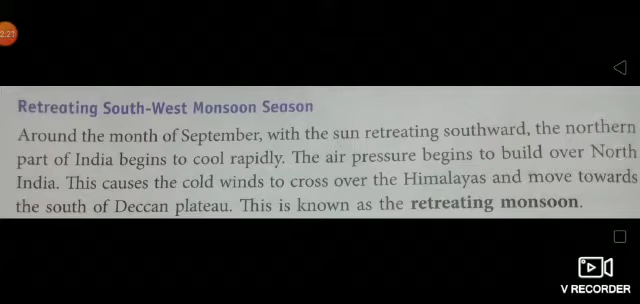 2:21
Retreating South-West Monsoon Season
Around the month of September, with the sun retreating southward, the northern
part of India begins to cool rapidly. The air pressure begins to build over North
India. This causes the cold winds to cross over the Himalayas and move towards
the south of Deccan plateau. This is known as the retreating monsoon.
V RECORDER